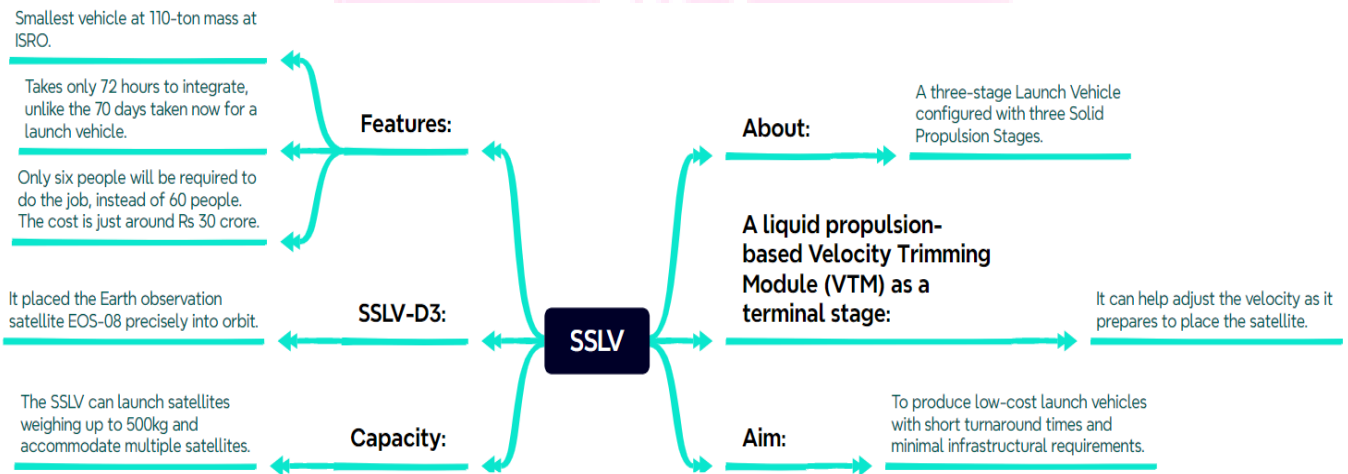 Smallest vehicle at 110-ton mass at
ISRO.
Takes only 72 hours to integrate,
unlike the 70 days taken now for a
launch vehicle.
Only six people will be required to
do the job, instead of 60 people.
The cost is just around Rs 30 crore.
Features:
It placed the Earth observation
satellite EOS-08 precisely into orbit.
SSLV-D3:
The SSLV can launch satellites
weighing up to 500kg and
accommodate multiple satellites.
Capacity:
SSLV
About:
A three-stage Launch Vehicle
configured with three Solid
Propulsion Stages.
A liquid propulsion-
based Velocity Trimming
Module (VTM) as a
terminal stage:
It can help adjust the velocity as it
prepares to place the satellite.
Aim:
To produce low-cost launch vehicles
with short turnaround times and
minimal infrastructural requirements.